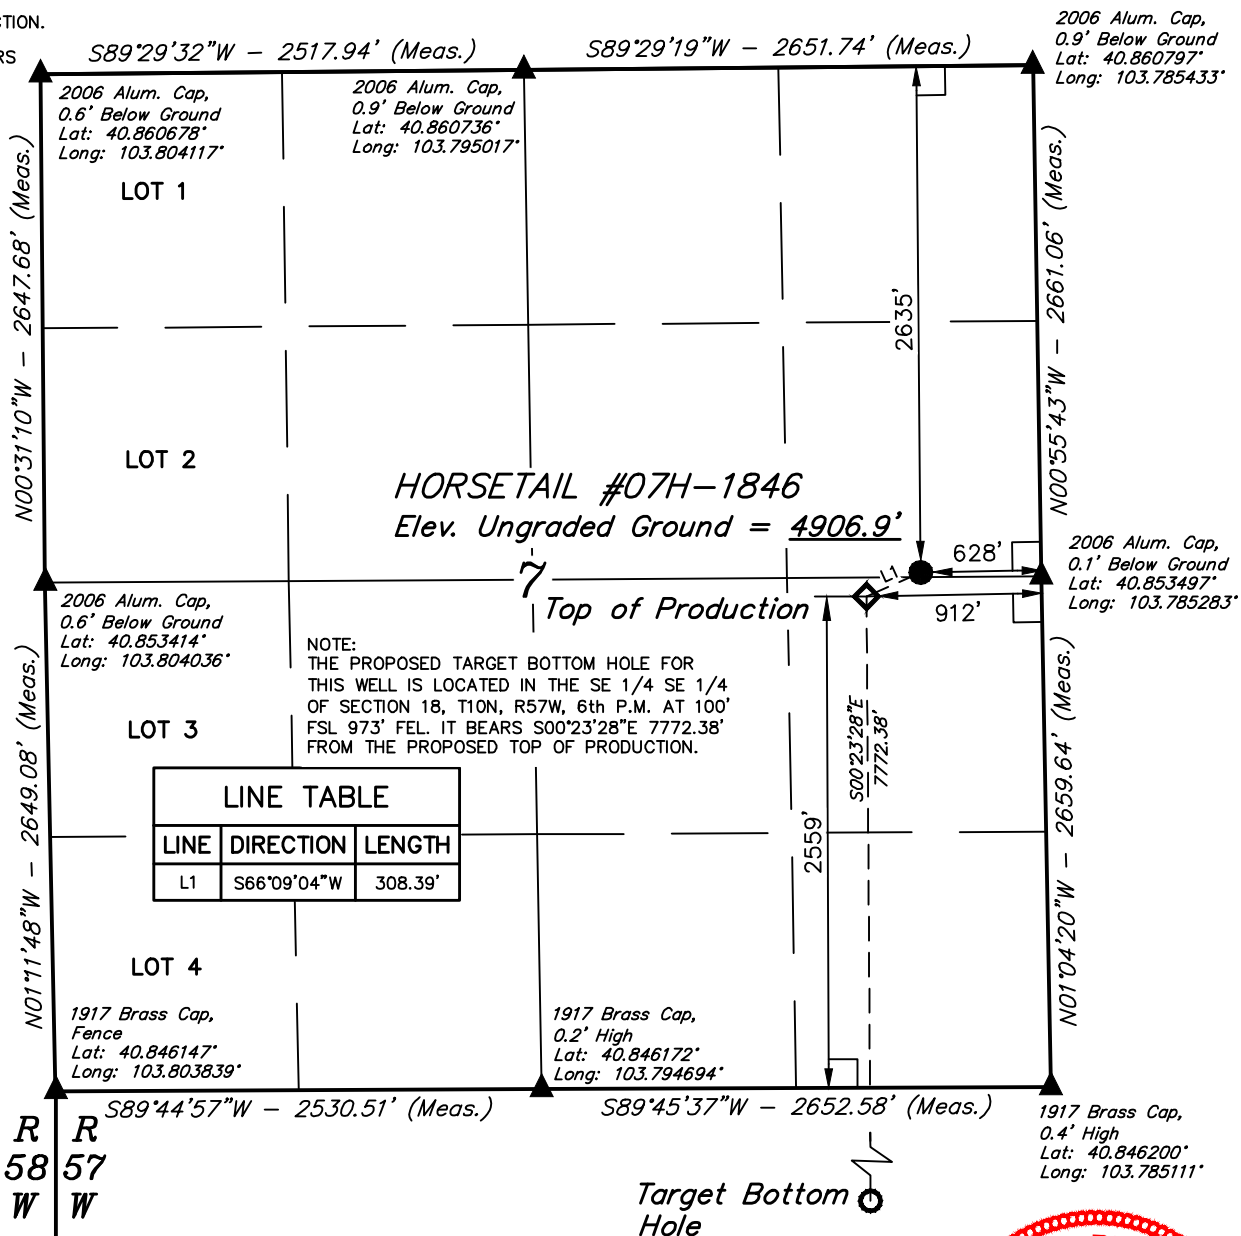 CTION.
RS
S89°29'32"W - 2517.94' (Meas.)
S89°29'19"W - 2651.74' (Meas.)
2006 Alum. Cap,
0.9' Below Ground
Lat: 40.860797°
Long: 103.785433°
2006 Alum. Cap,
0.6' Below Ground
Lat: 40.860678°
Long: 103.804117°
2006 Alum. Cap,
0.9' Below Ground
Lat: 40.860736°
Long: 103.795017°
LOT 1
N00°31'10"W - 2647.68' (Meas.)
2635'
N00°55'43"W - 2661.06' (Meas.)
LOT 2
HORSETAIL #07H-1846
Elev. Ungraded Ground = 4906.9'
L1
628'
2006 Alum. Cap,
0.1' Below Ground
Lat: 40.853497°
Long: 103.785283°
7
Top of Production
912'
2006 Alum. Cap,
0.6' Below Ground
Lat: 40.853414°
Long: 103.804036°
NOTE:
THE PROPOSED TARGET BOTTOM HOLE FOR
THIS WELL IS LOCATED IN THE SE 1/4 SE 1/4
OF SECTION 18, T10N, R57W, 6th P.M. AT 100'
FSL 973' FEL. IT BEARS S00°23'28"E 7772.38'
FROM THE PROPOSED TOP OF PRODUCTION.
LOT 3
N01°11'48"W - 2649.08' (Meas.)
S00°23'28"E
7772.38'
2559'
N01°04'20"W - 2659.64' (Meas.)
LINE TABLE
LINE DIRECTION LENGTH
L1 S66°09'04"W 308.39'
LOT 4
1917 Brass Cap,
Fence
Lat: 40.846147°
Long: 103.803839°
1917 Brass Cap,
0.2' High
Lat: 40.846172°
Long: 103.794694°
S89°44'57"W - 2530.51' (Meas.)
S89°45'37"W - 2652.58' (Meas.)
1917 Brass Cap,
0.4' High
Lat: 40.846200°
Long: 103.785111°
R R
58 57
W W
Target Bottom
Hole